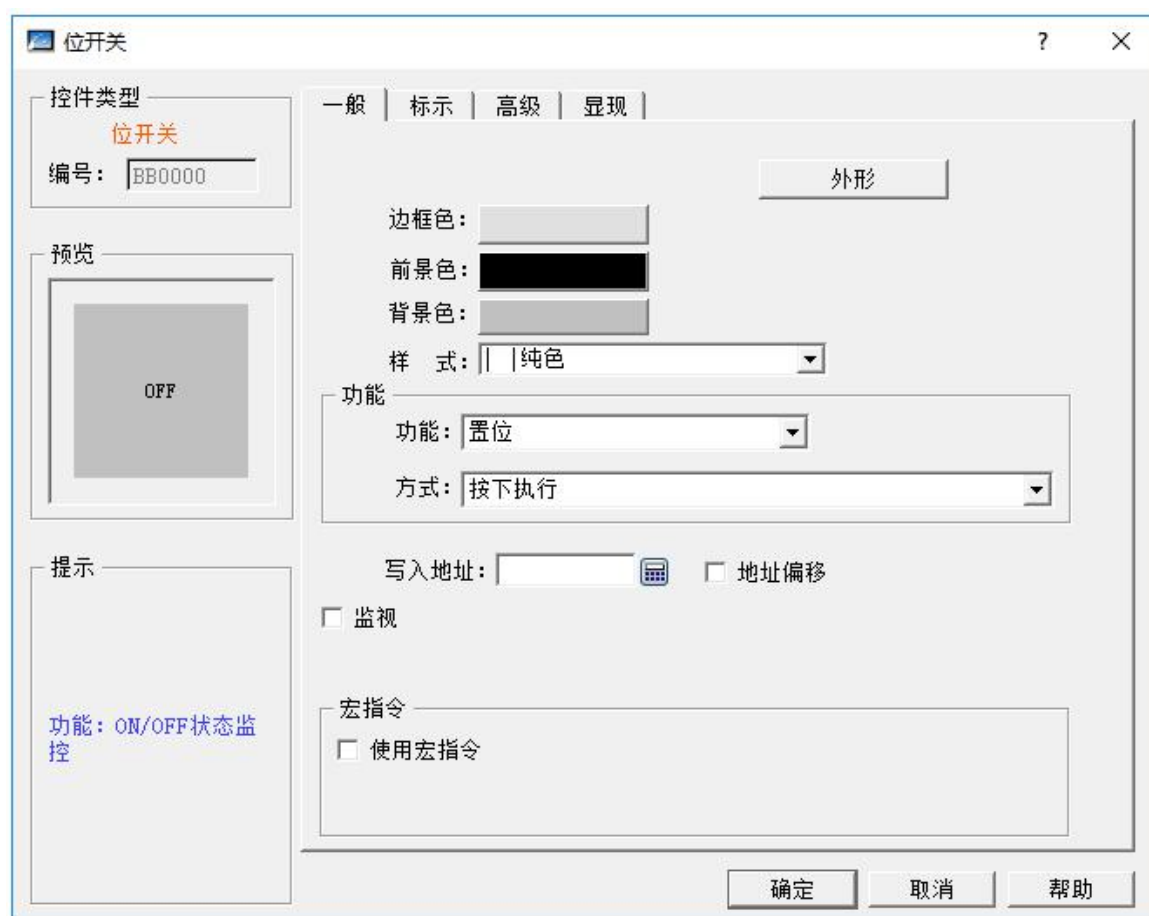 位开关
?
控件类型
位开关
编号: BB0000
预览
OFF
提示
功能: ON/OFF状态监
控
一般 标示 高级 显现
外形
边框色:
前景色:
背景色:
样 式: 纯色
功能
功能: 置位
方式: 按下执行
写入地址: 地址偏移
监视
宏指令
使用宏指令
确定 取消 帮助